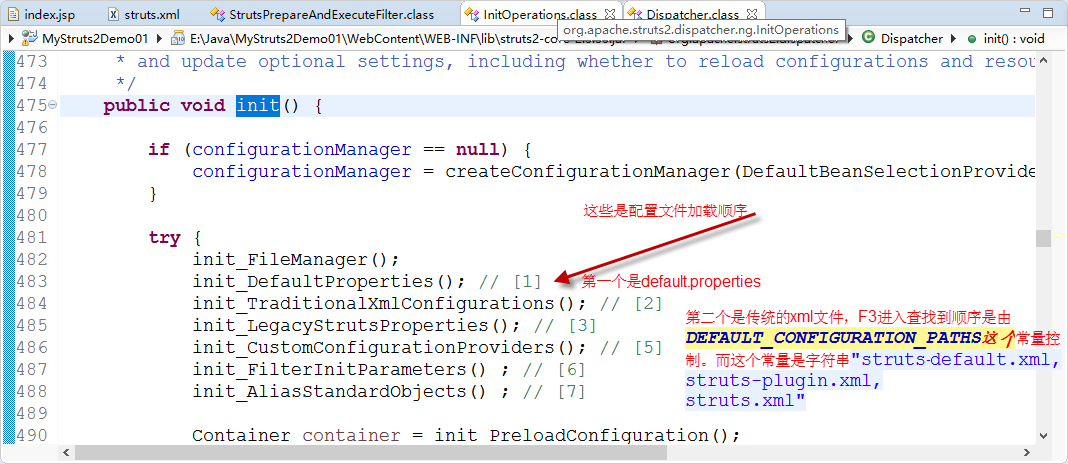 index.jsp struts.xml StrutsPrepareAndExecuteFilter.class InitOperations.class Dispatcher.class
MyStruts2Demo01 E:\Java\MyStruts2Demo01\WebContent\WEB-INF\lib\struts2-co Dispatcher init() : void
org.apache.struts2.dispatcher.ng.InitOperations
473 * and update optional settings, including whether to reload configurations and resou
474 */
475 public void init() {
476
477 if (configurationManager == null) {
478 configurationManager = createConfigurationManager(DefaultBeanSelectionProvide
479 }
480
这些是配置文件加载顺序
481 try {
482 init_FileManager();
483 init_DefaultProperties(); // [1] 第一个是default.properties
484 init_TraditionalXmlConfigurations(); // [2]
485 init_LegacyStrutsProperties(); // [3]
486 init_CustomConfigurationProviders(); // [5]
487 init_FilterInitParameters() ; // [6]
488 init_AliasStandardObjects() ; // [7]
489
490 Container container = init_PreloadConfiguration();
第二个是传统的xml文件，F3进入查找到顺序是由
DEFAULT_CONFIGURATION_PATHS这个常量控
制。而这个常量是字符串"struts-default.xml,
struts-plugin.xml,
struts.xml"